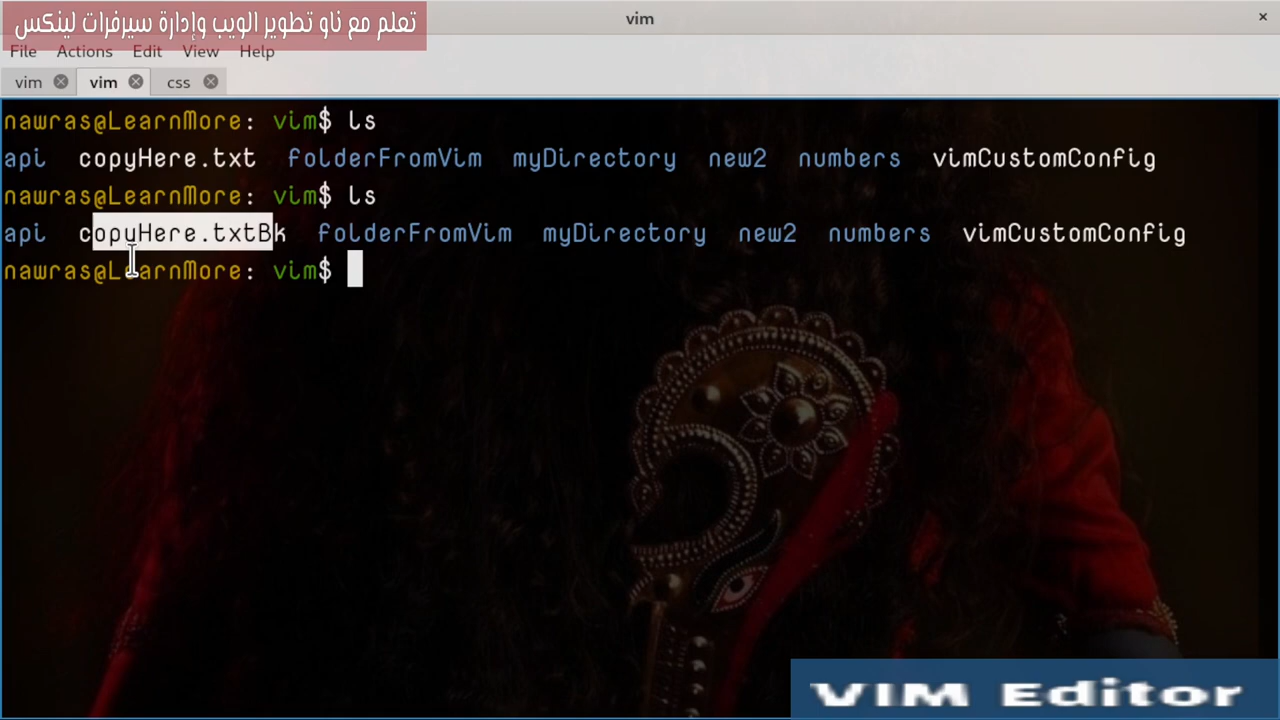 تعلم مع ناو تطوير الويب وإدارة سيرفرات لينكس
vim
File Actions Edit View Help
vim vim css
nawras@LearnMore: vim$ ls
api copyHere.txt folderFromVim myDirectory new2 numbers vimCustomConfig
nawras@LearnMore: vim$ ls
api copyHere.txtBk folderFromVim myDirectory new2 numbers vimCustomConfig
nawras@LearnMore: vim$
VIM Editor